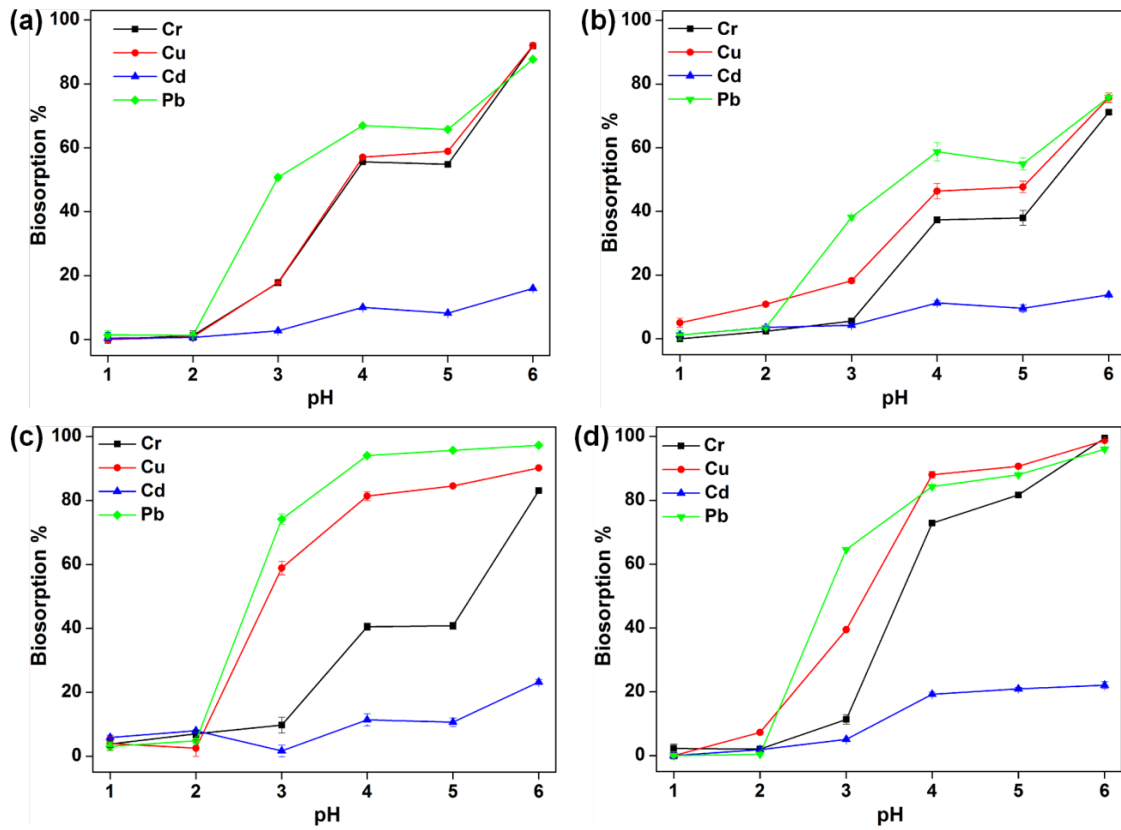 (a)
Cr
Cu
Cd
Pb
Biosorption %
100
80
60
40
20
0
1 2 3 4 5 6
pH
(b)
Cr
Cu
Cd
Pb
Biosorption %
100
80
60
40
20
0
1 2 3 4 5 6
pH
(c)
Cr
Cu
Cd
Pb
Biosorption %
100
80
60
40
20
0
1 2 3 4 5 6
pH
(d)
Cr
Cu
Cd
Pb
Biosorption %
100
80
60
40
20
0
1 2 3 4 5 6
pH